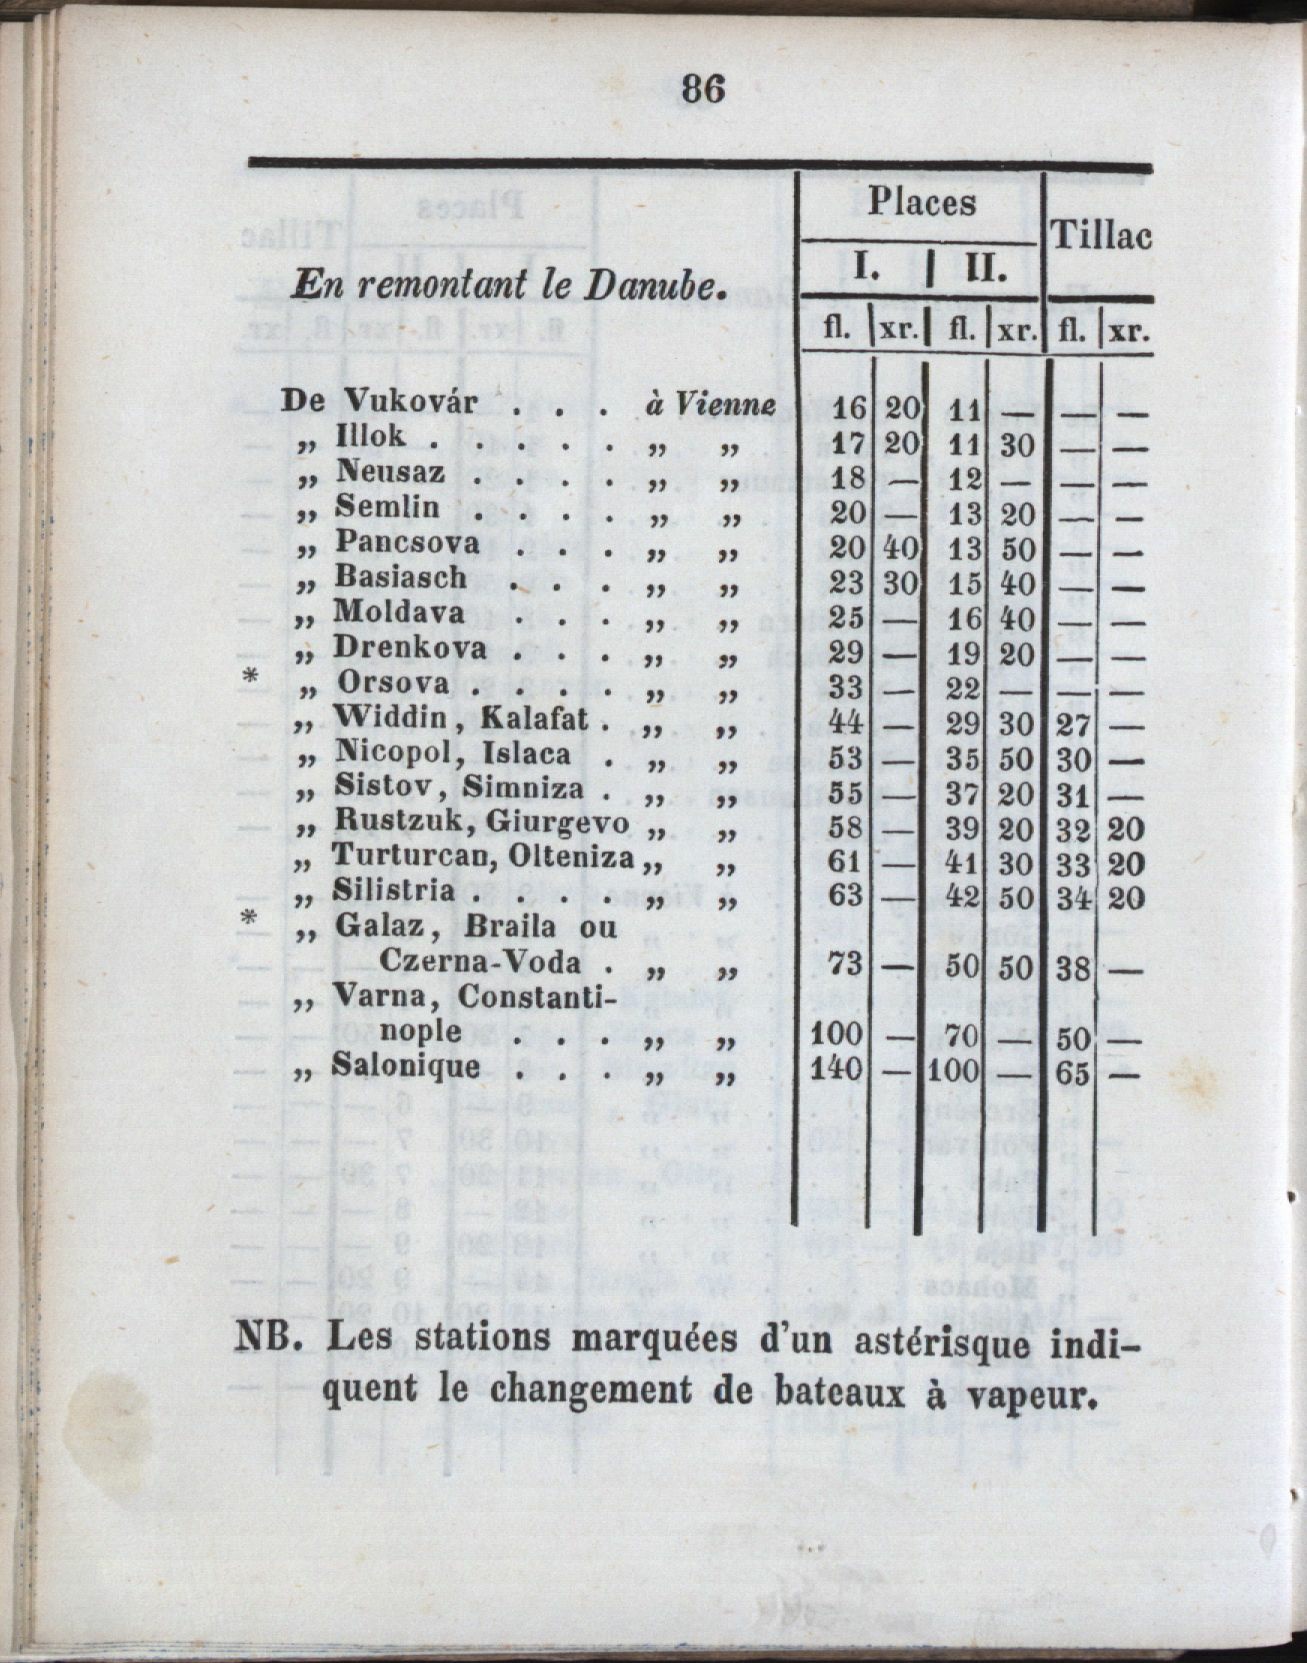 86
Places
Tillac
En remontant le Danube.
I. II.
fl. xr. fl. xr. fl. xr.
De Vukovár . . . à Vienne 16 20 11 — — —
„ Illok . . . . . „ „ 17 20 11 30 — —
„ Neusaz . . . . „ „ 18 — 12 — — —
„ Semlin . . . . „ „ 20 — 13 20 — —
„ Pancsova . . . „ „ 20 40 13 50 — —
„ Basiasch . . . „ „ 23 30 15 40 — —
„ Moldava . . . „ „ 25 — 16 40 — —
„ Drenkova . . . „ „ 29 — 19 20 — —
* „ Orsova . . . . „ „ 33 — 22 — — —
„ Widdin, Kalafat . „ „ 44 — 29 30 27 —
„ Nicopol, Islaca . „ „ 53 — 35 50 30 —
„ Sistov, Simniza . „ „ 55 — 37 20 31 —
„ Rustzuk, Giurgevo „ „ 58 — 39 20 32 20
„ Turturcan, Olteniza „ „ 61 — 41 30 33 20
„ Silistria . . . . „ „ 63 — 42 50 34 20
* „ Galaz, Braila ou
Czerna-Voda . „ „ 73 — 50 50 38 —
„ Varna, Constanti-
nople . . . „ „ 100 — 70 — 50 —
„ Salonique . . . „ „ 140 — 100 — 65 —
NB. Les stations marquées d'un astérisque indi-
quent le changement de bateaux à vapeur.